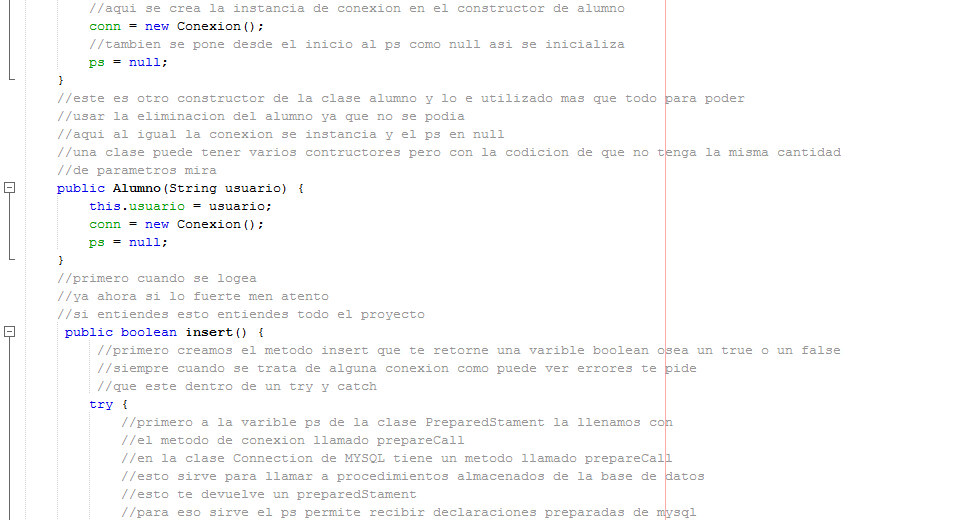 //aqui se crea la instancia de conexion en el constructor de alumno
conn = new Conexion();
//tambien se pone desde el inicio al ps como null asi se inicializa
ps = null;
}
//este es otro constructor de la clase alumno y lo e utilizado mas que todo para poder
//usar la eliminacion del alumno ya que no se podia
//aqui al igual la conexion se instancia y el ps en null
//una clase puede tener varios contructores pero con la codicion de que no tenga la misma cantidad
//de parametros mira
public Alumno(String usuario) {
this.usuario = usuario;
conn = new Conexion();
ps = null;
}
//primero cuando se logea
//ya ahora si lo fuerte men atento
//si entiendes esto entiendes todo el proyecto
public boolean insert() {
//primero creamos el metodo insert que te retorne una varible boolean osea un true o un false
//siempre cuando se trata de alguna conexion como puede ver errores te pide
//que este dentro de un try y catch
try {
//primero a la varible ps de la clase PreparedStament la llenamos con
//el metodo de conexion llamado prepareCall
//en la clase Connection de MYSQL tiene un metodo llamado prepareCall
//esto sirve para llamar a procedimientos almacenados de la base de datos
//esto te devuelve un preparedStament
//para eso sirve el ps permite recibir declaraciones preparadas de mysql